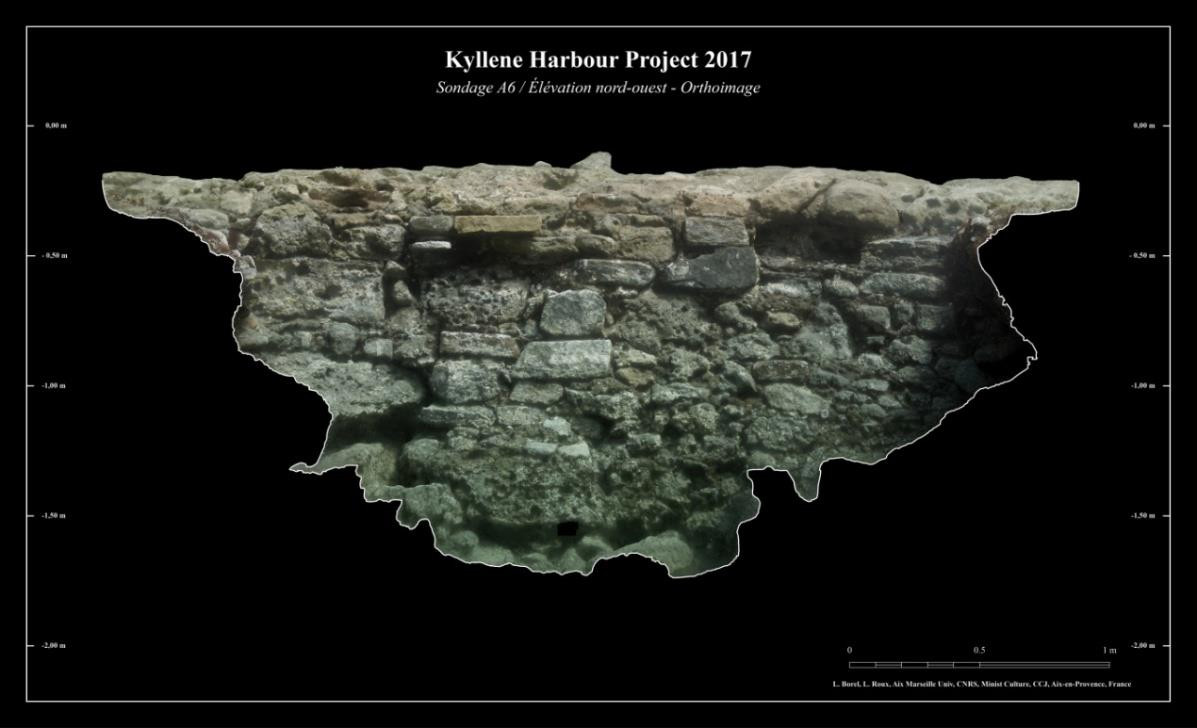 Kyllene Harbour Project 2017
Sondage A6 / Élévation nord-ouest - Orthoimage
0,00 m
0,00 m
- 0,50 m
- 0,50 m
-1,00 m
-1,00 m
-1,50 m
-1,50 m
-2,00 m
-2,00 m
0 0.5 1 m
L. Borel, L. Roux, Aix Marseille Univ, CNRS, Minist Culture, CCJ, Aix-en-Provence, France